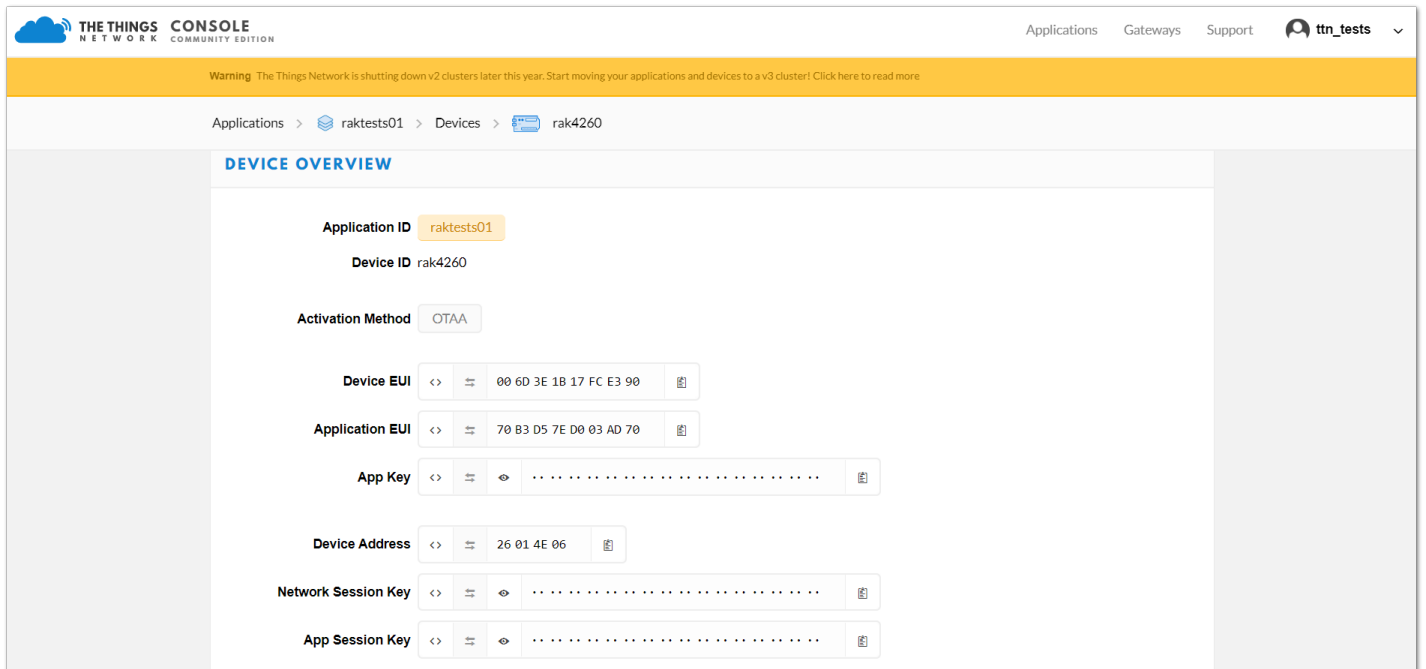 THE THINGS NETWORK CONSOLE COMMUNITY EDITION Applications Gateways Support ttn_tests
Warning The Things Network is shutting down v2 clusters later this year. Start moving your applications and devices to a v3 cluster! Click here to read more
Applications > raktests01 > Devices > rak4260
DEVICE OVERVIEW
Application ID raktests01
Device ID rak4260
Activation Method OTAA
Device EUI <> 00 6D 3E 1B 17 FC E3 90
Application EUI <> 70 B3 D5 7E D0 03 AD 70
App Key <>
Device Address <> 26 01 4E 06
Network Session Key <>
App Session Key <>